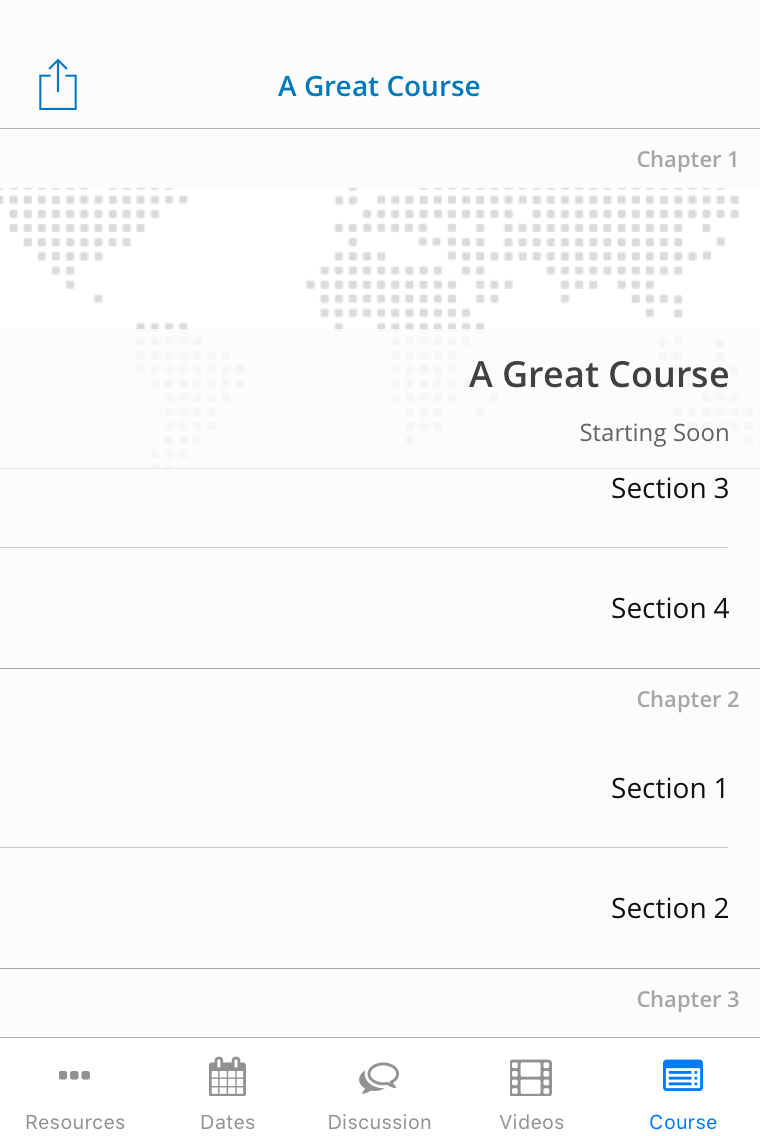 A Great Course
Chapter 1
A Great Course
Starting Soon
Section 3
Section 4
Chapter 2
Section 1
Section 2
Chapter 3
Resources Dates Discussion Videos Course